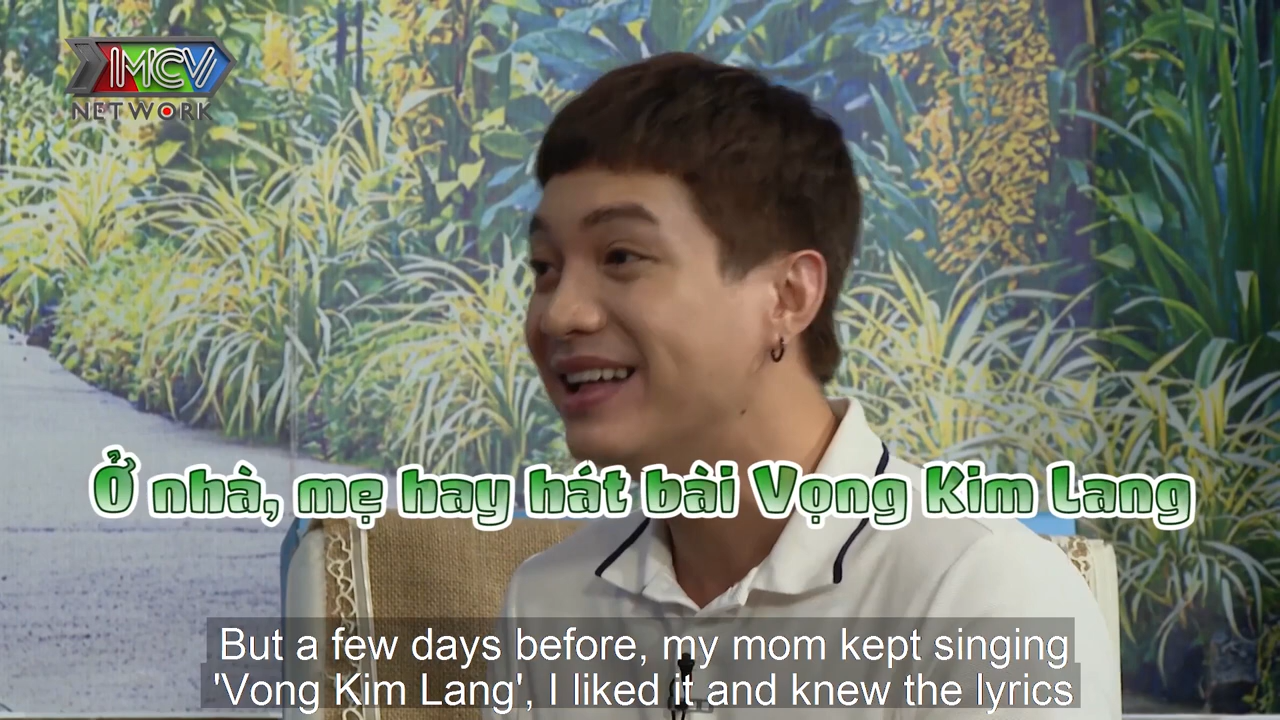 MCV
NETWORK
Ở nhà, mẹ hay hát bài Vọng Kim Lang
But a few days before, my mom kept singing
'Vong Kim Lang', I liked it and knew the lyrics